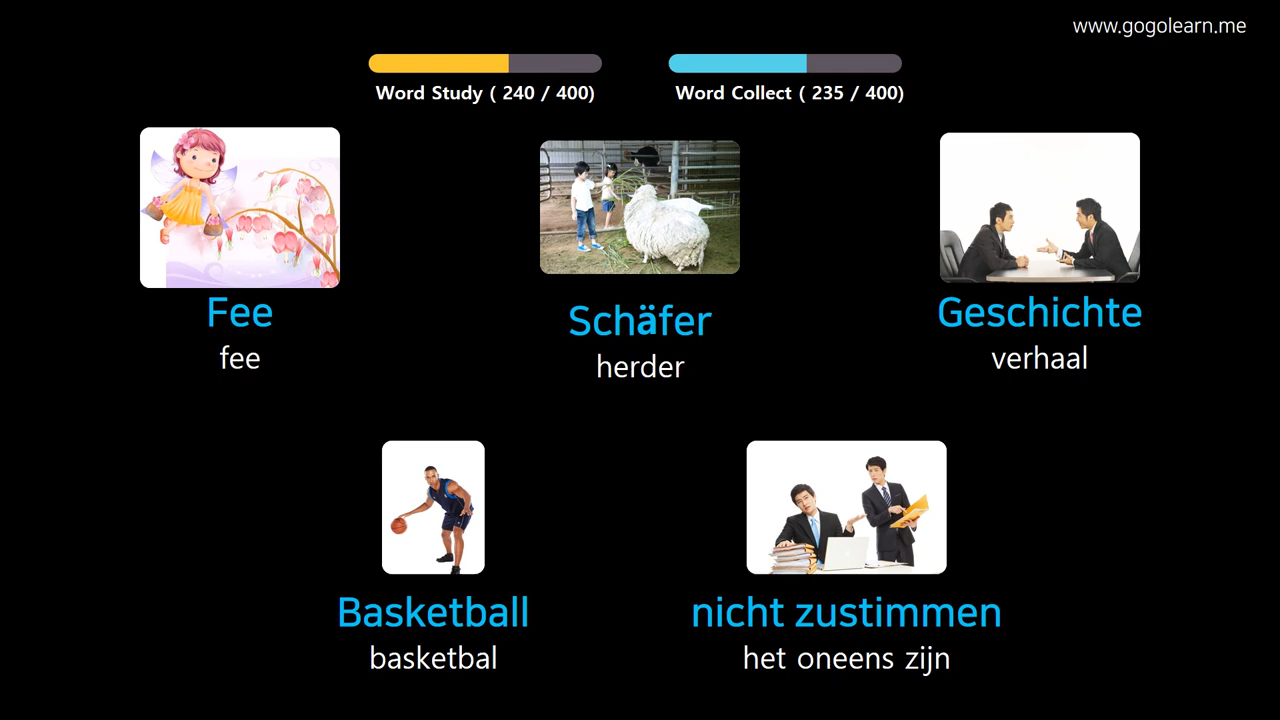 www.gogolearn.me
Word Study ( 240 / 400)
Word Collect ( 235 / 400)
Fee
fee
Schäfer
herder
Geschichte
verhaal
Basketball
basketbal
nicht zustimmen
het oneens zijn